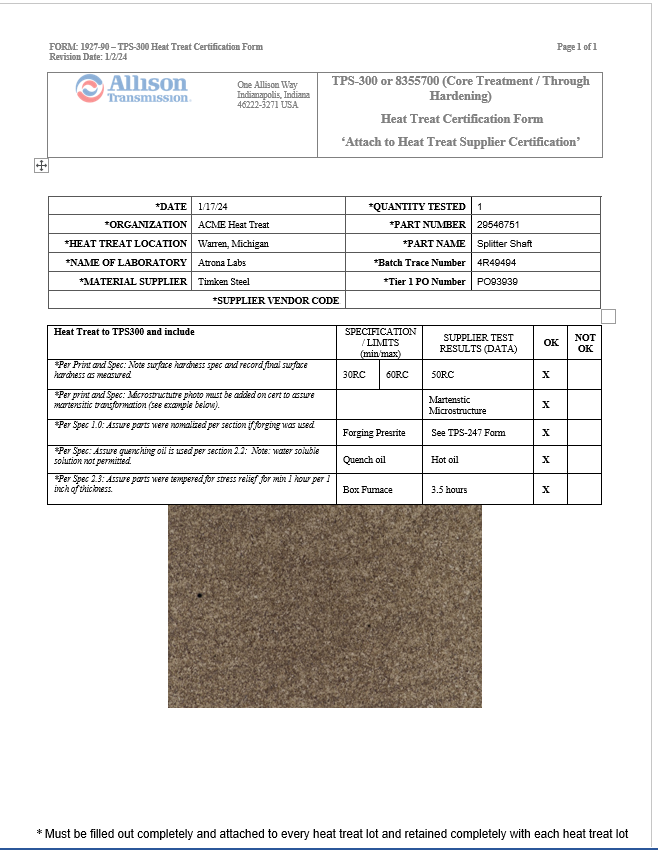 FORM: 1927-90 – TPS-300 Heat Treat Certification Form
Page 1 of 1
Revision Date: 1/2/24
Allison
Transmission.
One Allison Way
Indianapolis, Indiana
46222-3271 USA
TPS-300 or 8355700 (Core Treatment / Through
Hardening)
Heat Treat Certification Form
‘Attach to Heat Treat Supplier Certification’
*DATE 1/17/24 *QUANTITY TESTED 1
*ORGANIZATION ACME Heat Treat *PART NUMBER 29546751
*HEAT TREAT LOCATION Warren, Michigan *PART NAME Splitter Shaft
*NAME OF LABORATORY Atrona Labs *Batch Trace Number 4R49494
*MATERIAL SUPPLIER Timken Steel *Tier 1 PO Number PO93939
*SUPPLIER VENDOR CODE
Heat Treat to TPS300 and include
SPECIFICATION
/ LIMITS
(min/max)
SUPPLIER TEST
RESULTS (DATA)
OK
NOT
OK
*Per Print and Spec: Note surface hardness spec and record final surface
hardness as measured.
30RC 60RC 50RC X
*Per print and Spec: Microstructutre photo must be added on cert to assure
martensitic transformation (see example below).
Martenstic
Microstructure
X
*Per Spec 1.0: Assure parts were nomalized per section if forging was used.
Forging Presrite See TPS-247 Form X
*Per Spec: Assure quenching oil is used per section 2.2: Note: water soluble
solution not permitted.
Quench oil Hot oil X
*Per Spec 2.3: Assure parts were tempered for stress relief for min 1 hour per 1
inch of thickness.
Box Furnace 3.5 hours X
* Must be filled out completely and attached to every heat treat lot and retained completely with each heat treat lot